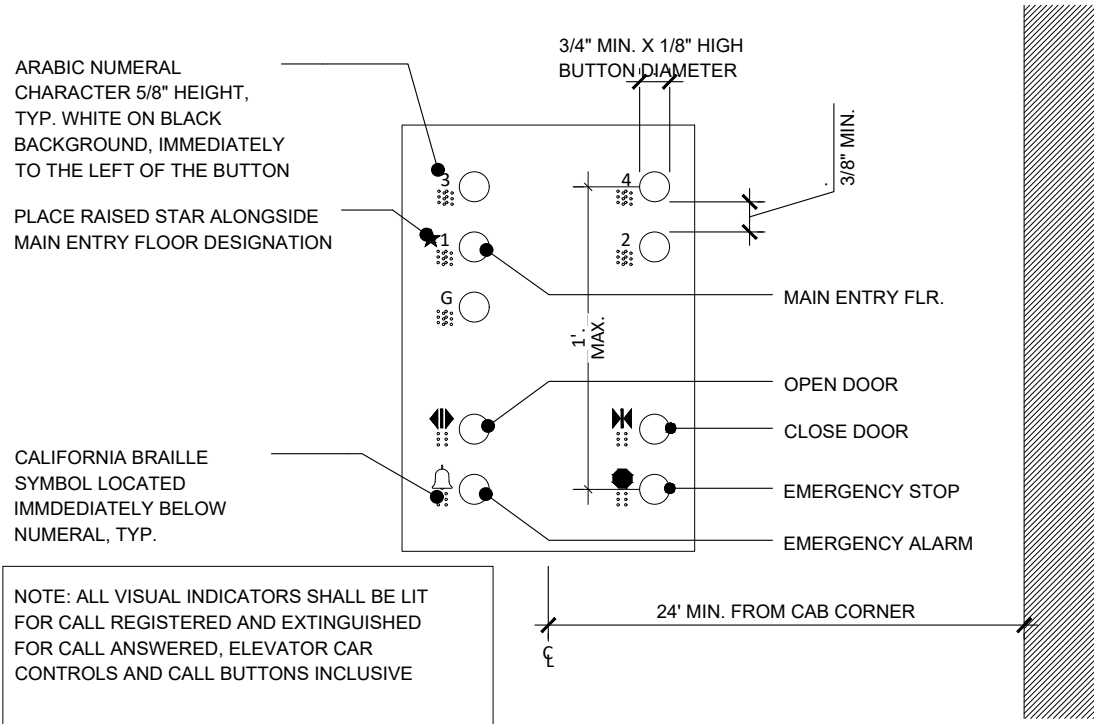 ARABIC NUMERAL
CHARACTER 5/8" HEIGHT,
TYP. WHITE ON BLACK
BACKGROUND, IMMEDIATELY
TO THE LEFT OF THE BUTTON
PLACE RAISED STAR ALONGSIDE
MAIN ENTRY FLOOR DESIGNATION
CALIFORNIA BRAILLE
SYMBOL LOCATED
IMMDEDIATELY BELOW
NUMERAL, TYP.
NOTE: ALL VISUAL INDICATORS SHALL BE LIT
FOR CALL REGISTERED AND EXTINGUISHED
FOR CALL ANSWERED, ELEVATOR CAR
CONTROLS AND CALL BUTTONS INCLUSIVE
3/4" MIN. X 1/8" HIGH
BUTTON DIAMETER
3/8" MIN.
3
4
1
2
G
1'.
MAX.
MAIN ENTRY FLR.
OPEN DOOR
CLOSE DOOR
EMERGENCY STOP
EMERGENCY ALARM
24' MIN. FROM CAB CORNER
CL